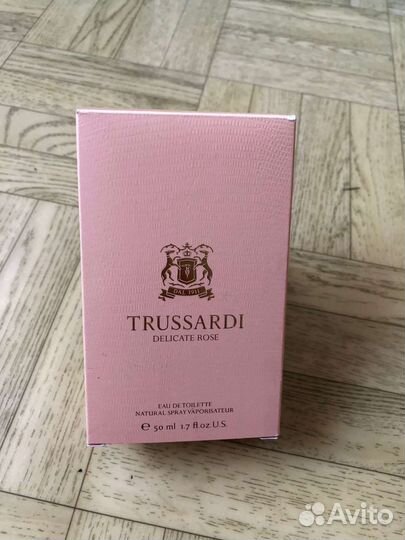 DAL 1911
TRUSSARDI
DELICATE ROSE
EAU DE TOILETTE
NATURAL SPRAY VAPORISATEUR
e 50 ml 1.7 fl.oz.U.S.
Avito